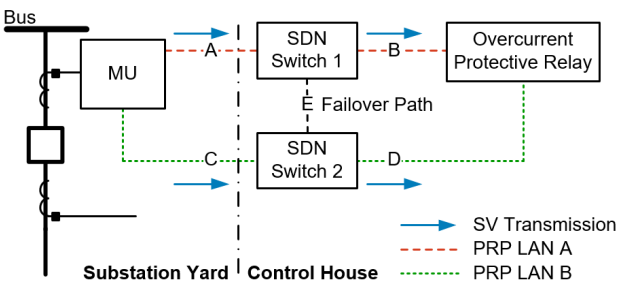 Bus
MU
A
SDN
Switch 1
B
Overcurrent
Protective Relay
E Failover Path
C
SDN
Switch 2
D
SV Transmission
PRP LAN A
PRP LAN B
Substation Yard
Control House